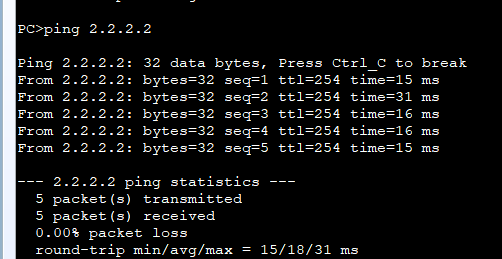 PC>ping 2.2.2.2
Ping 2.2.2.2: 32 data bytes, Press Ctrl_C to break
From 2.2.2.2: bytes=32 seq=1 ttl=254 time=15 ms
From 2.2.2.2: bytes=32 seq=2 ttl=254 time=31 ms
From 2.2.2.2: bytes=32 seq=3 ttl=254 time=16 ms
From 2.2.2.2: bytes=32 seq=4 ttl=254 time=16 ms
From 2.2.2.2: bytes=32 seq=5 ttl=254 time=15 ms
--- 2.2.2.2 ping statistics ---
5 packet(s) transmitted
5 packet(s) received
0.00% packet loss
round-trip min/avg/max = 15/18/31 ms